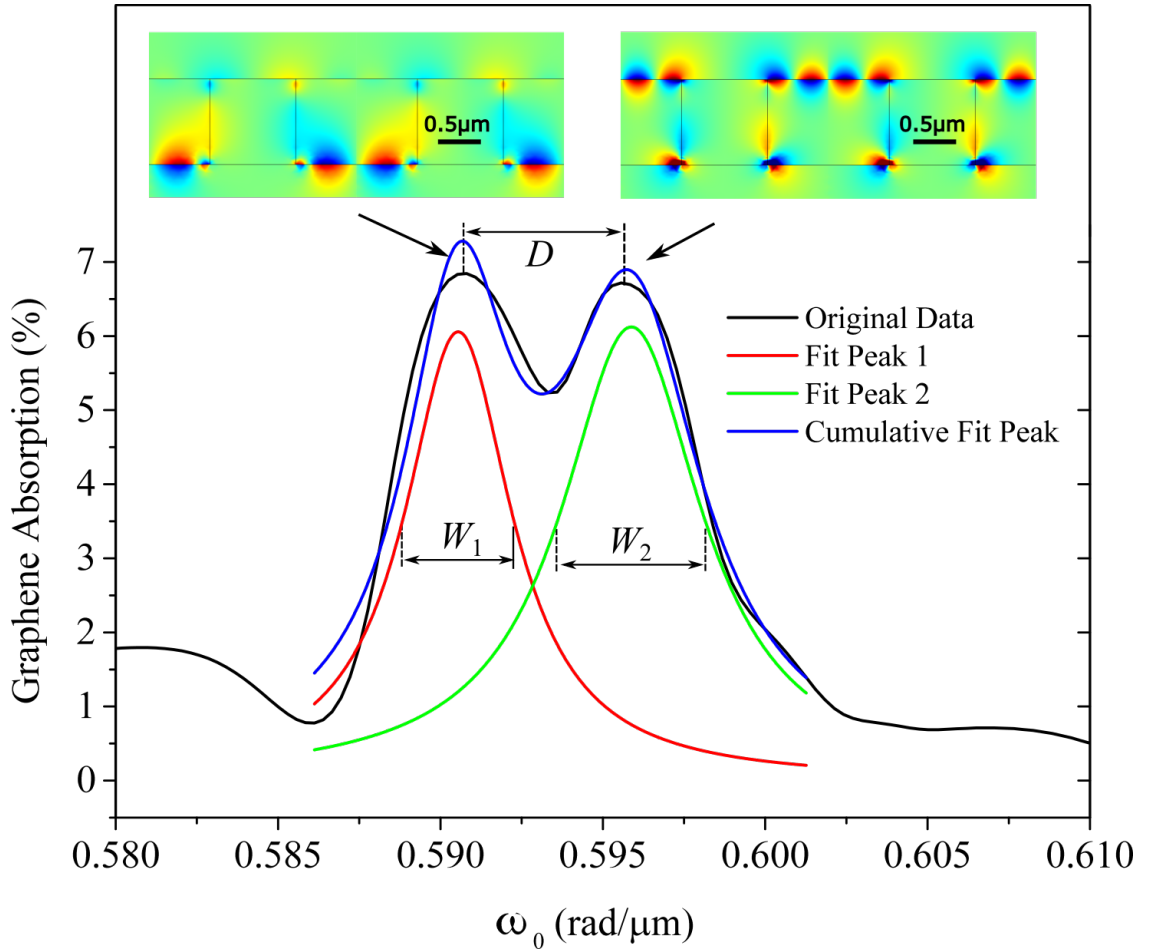 0.5μm
0.5μm
D
7
6
5
4
3
2
1
0
Graphene Absorption (%)
Original Data
Fit Peak 1
Fit Peak 2
Cumulative Fit Peak
W₁
W₂
0.580
0.585
0.590
0.595
0.600
0.605
0.610
ω₀ (rad/μm)